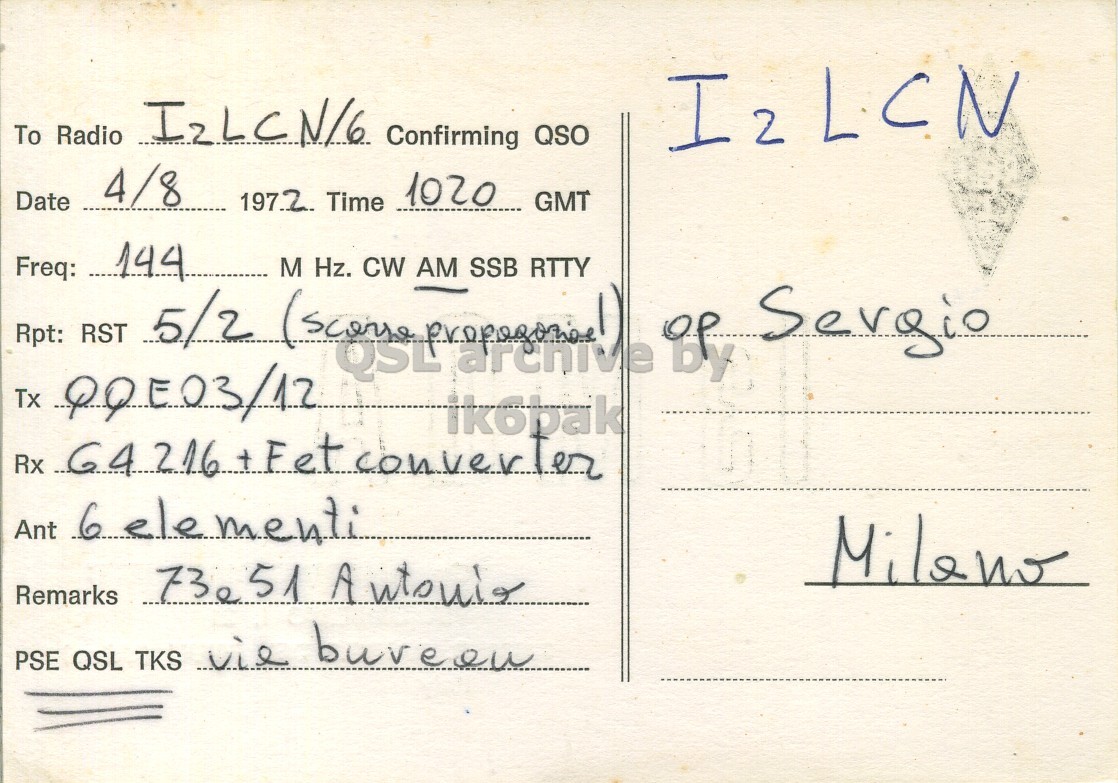 To Radio I2LCN/6 Confirming QSO
Date 4/8 1972 Time 1020 GMT
Freq: 144 M Hz. CW AM SSB RTTY
Rpt: RST 5/2 (scarsa propagazione!)
Tx QQE03/12
Rx G4 216 + Fet converter
Ant 6 elementi
Remarks 73 e 51 Antonio
PSE QSL TKS via bureau
I2LCN
op Sergio
Milano
QSL archive by
ik6pak